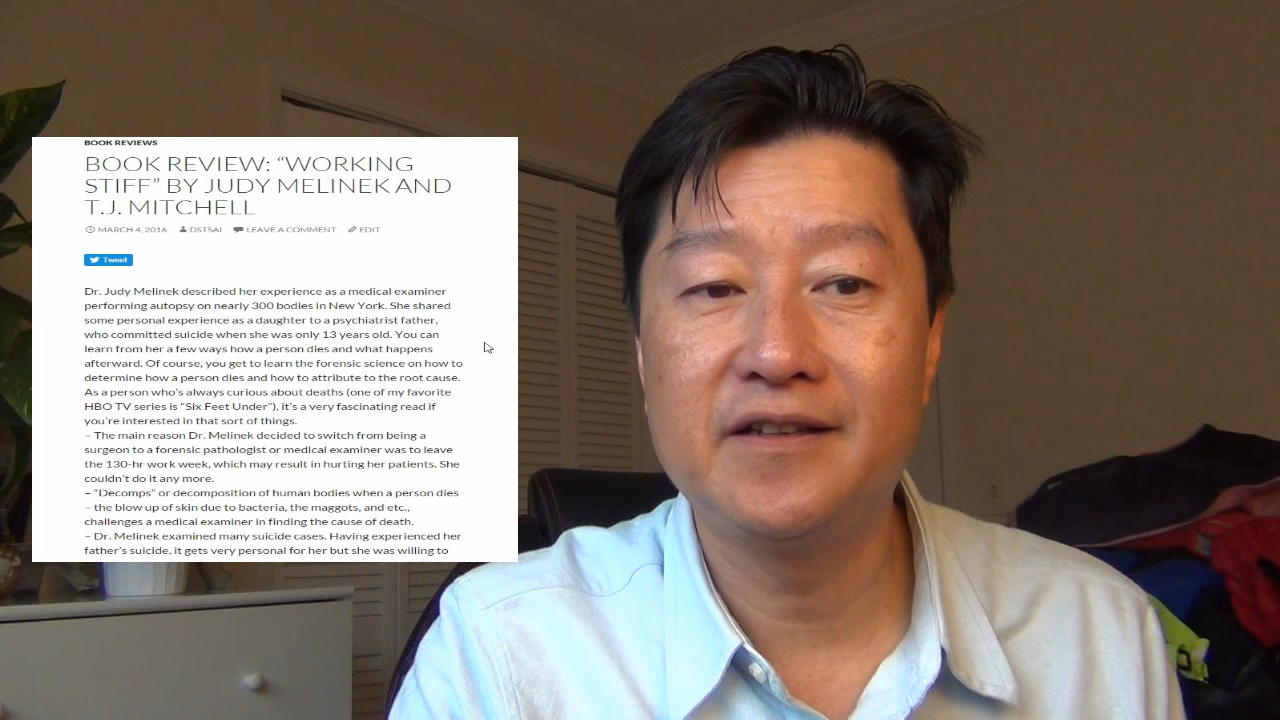 BOOK REVIEWS
BOOK REVIEW: “WORKING
STIFF” BY JUDY MELINEK AND
T.J. MITCHELL
MARCH 4, 2016 DSTSAI LEAVE A COMMENT EDIT
Tweet
Dr. Judy Melinek described her experience as a medical examiner
performing autopsy on nearly 300 bodies in New York. She shared
some personal experience as a daughter to a psychiatrist father,
who committed suicide when she was only 13 years old. You can
learn from her a few ways how a person dies and what happens
afterward. Of course, you get to learn the forensic science on how to
determine how a person dies and how to attribute to the root cause.
As a person who's always curious about deaths (one of my favorite
HBO TV series is "Six Feet Under"), it's a very fascinating read if
you're interested in that sort of things.
– The main reason Dr. Melinek decided to switch from being a
surgeon to a forensic pathologist or medical examiner was to leave
the 130-hr work week, which may result in hurting her patients. She
couldn't do it any more.
– "Decomps" or decomposition of human bodies when a person dies
– the blow up of skin due to bacteria, the maggots, and etc.,
challenges a medical examiner in finding the cause of death.
– Dr. Melinek examined many suicide cases. Having experienced her
father's suicide, it gets very personal for her but she was willing to